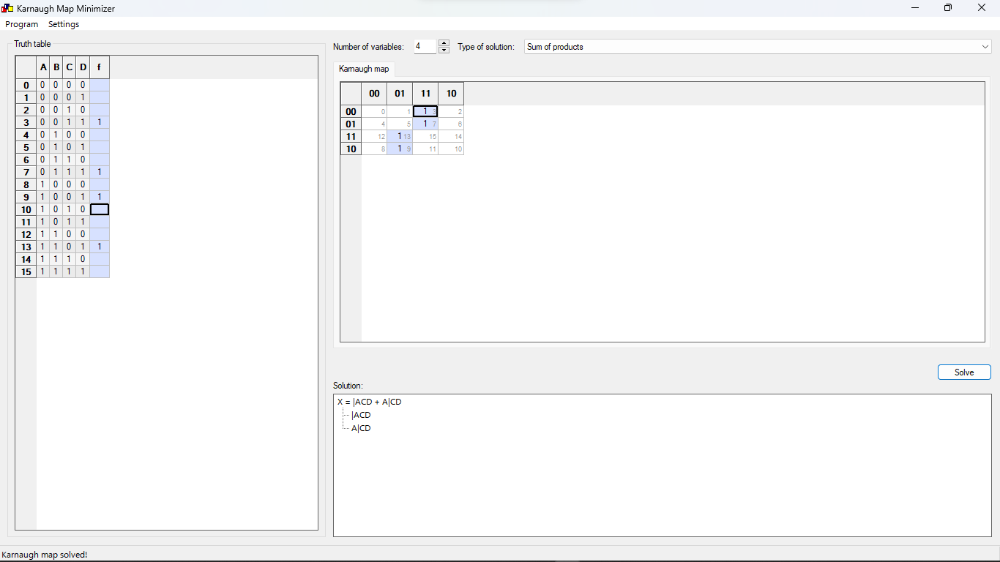 Karnaugh Map Minimizer
Program Settings
Truth table
A B C D f
0 0 0 0 0
1 0 0 0 1
2 0 0 1 0
3 0 0 1 1 1
4 0 1 0 0
5 0 1 0 1
6 0 1 1 0
7 0 1 1 1 1
8 1 0 0 0
9 1 0 0 1 1
10 1 0 1 0
11 1 0 1 1
12 1 1 0 0
13 1 1 0 1 1
14 1 1 1 0
15 1 1 1 1
Number of variables: 4 Type of solution: Sum of products
Karnaugh map
00 01 11 10
00 0 1 1 3 2
01 4 5 1 7 6
11 12 1 13 15 14
10 8 1 9 11 10
Solve
Solution:
X = |ACD + A|CD
|ACD
A|CD
Karnaugh map solved!